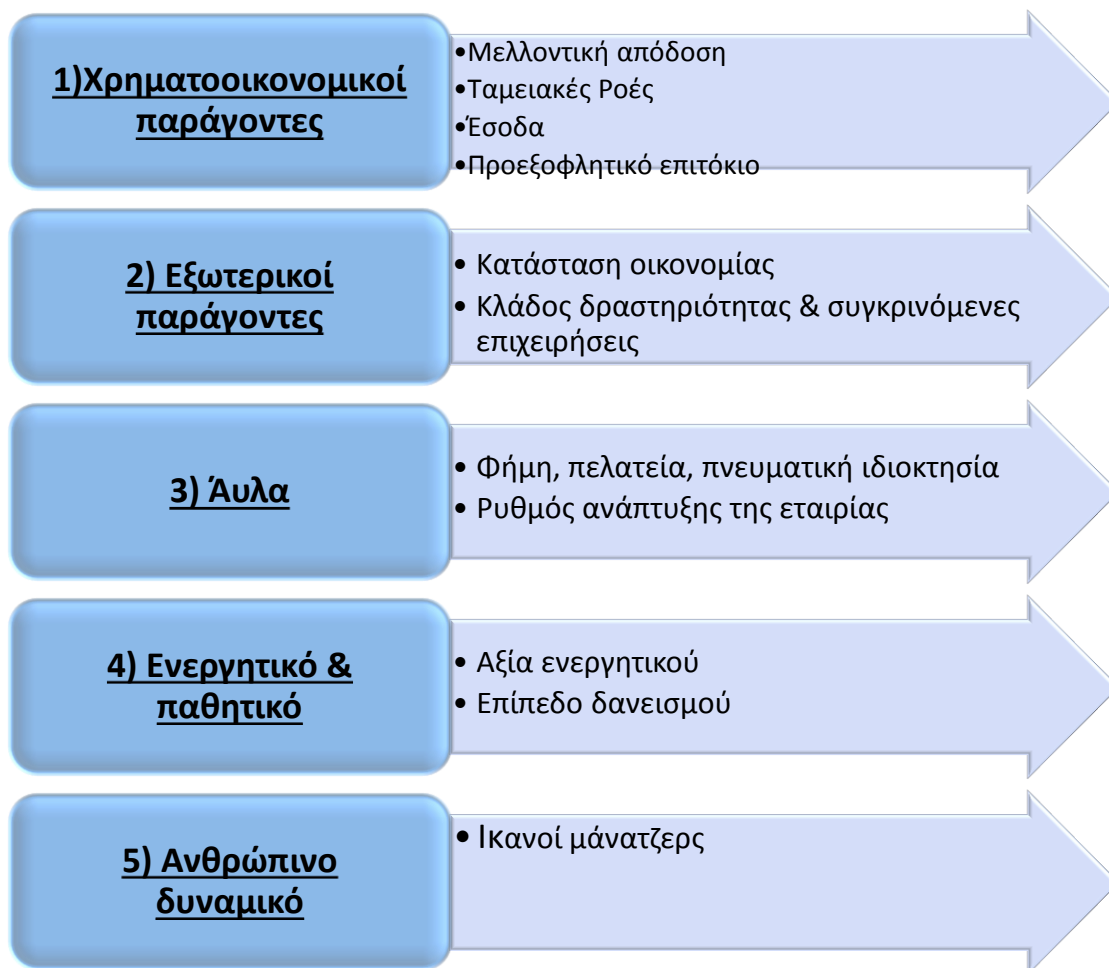 1)Χρηματοοικονομικοί
παράγοντες
•Μελλοντική απόδοση
•Ταμειακές Ροές
•Έσοδα
•Προεξοφλητικό επιτόκιο
2) Εξωτερικοί
παράγοντες
• Κατάσταση οικονομίας
• Κλάδος δραστηριότητας & συγκρινόμενες
επιχειρήσεις
3) Άυλα
• Φήμη, πελατεία, πνευματική ιδιοκτησία
• Ρυθμός ανάπτυξης της εταιρίας
4) Ενεργητικό &
παθητικό
• Αξία ενεργητικού
• Επίπεδο δανεισμού
5) Ανθρώπινο
δυναμικό
• Ικανοί μάνατζερς